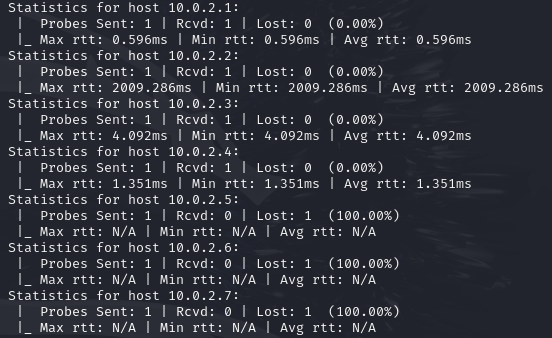 Statistics for host 10.0.2.1:
 |  Probes Sent: 1 | Rcvd: 1 | Lost: 0  (0.00%)
 |_ Max rtt: 0.596ms | Min rtt: 0.596ms | Avg rtt: 0.596ms
Statistics for host 10.0.2.2:
 |  Probes Sent: 1 | Rcvd: 1 | Lost: 0  (0.00%)
 |_ Max rtt: 2009.286ms | Min rtt: 2009.286ms | Avg rtt: 2009.286ms
Statistics for host 10.0.2.3:
 |  Probes Sent: 1 | Rcvd: 1 | Lost: 0  (0.00%)
 |_ Max rtt: 4.092ms | Min rtt: 4.092ms | Avg rtt: 4.092ms
Statistics for host 10.0.2.4:
 |  Probes Sent: 1 | Rcvd: 1 | Lost: 0  (0.00%)
 |_ Max rtt: 1.351ms | Min rtt: 1.351ms | Avg rtt: 1.351ms
Statistics for host 10.0.2.5:
 |  Probes Sent: 1 | Rcvd: 0 | Lost: 1  (100.00%)
 |_ Max rtt: N/A | Min rtt: N/A | Avg rtt: N/A
Statistics for host 10.0.2.6:
 |  Probes Sent: 1 | Rcvd: 0 | Lost: 1  (100.00%)
 |_ Max rtt: N/A | Min rtt: N/A | Avg rtt: N/A
Statistics for host 10.0.2.7:
 |  Probes Sent: 1 | Rcvd: 0 | Lost: 1  (100.00%)
 |_ Max rtt: N/A | Min rtt: N/A | Avg rtt: N/A